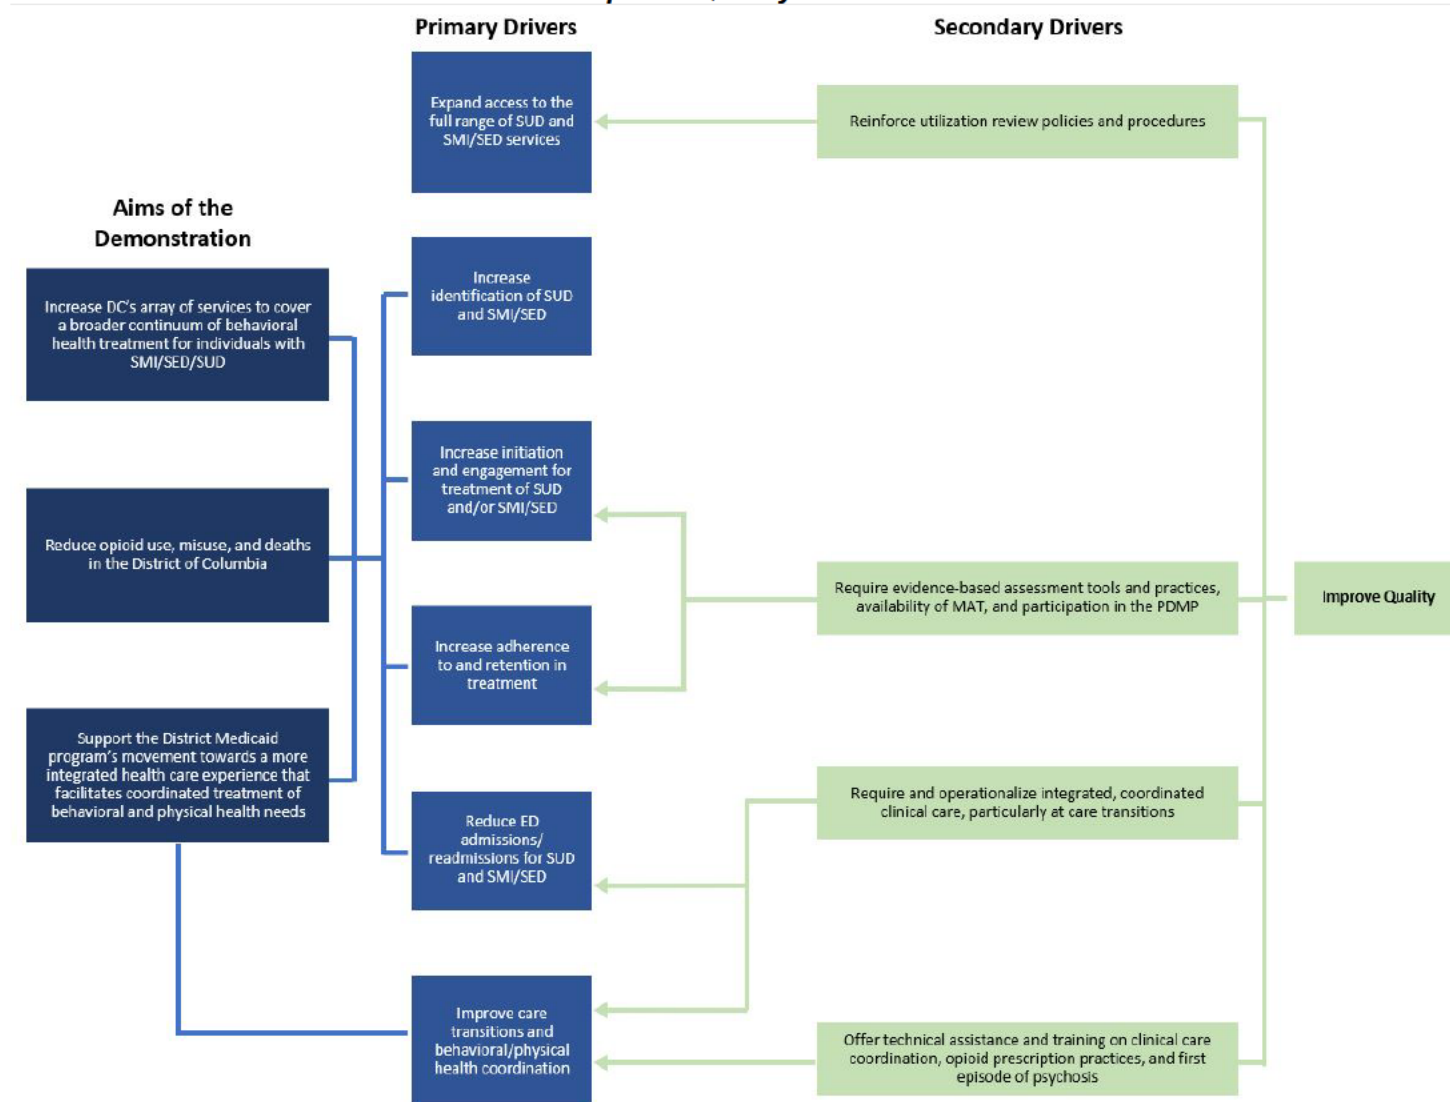 Primary Drivers
Secondary Drivers
Expand access to the
full range of SUD and
SMI/SED services
Reinforce utilization review policies and procedures
Aims of the
Demonstration
Increase DC's array of services to cover
a broader continuum of behavioral
health treatment for individuals with
SMI/SED/SUD
Increase
identification of SUD
and SMI/SED
Increase initiation
and engagement for
treatment of SUD
and/or SMI/SED
Reduce opioid use, misuse, and deaths
in the District of Columbia
Require evidence-based assessment tools and practices,
availability of MAT, and participation in the PDMP
Improve Quality
Increase adherence
to and retention in
treatment
Support the District Medicaid
program's movement towards a more
integrated health care experience that
facilitates coordinated treatment of
behavioral and physical health needs
Require and operationalize integrated, coordinated
clinical care, particularly at care transitions
Reduce ED
admissions/
readmissions for SUD
and SMI/SED
Improve care
transitions and
behavioral/physical
health coordination
Offer technical assistance and training on clinical care
coordination, opioid prescription practices, and first
episode of psychosis